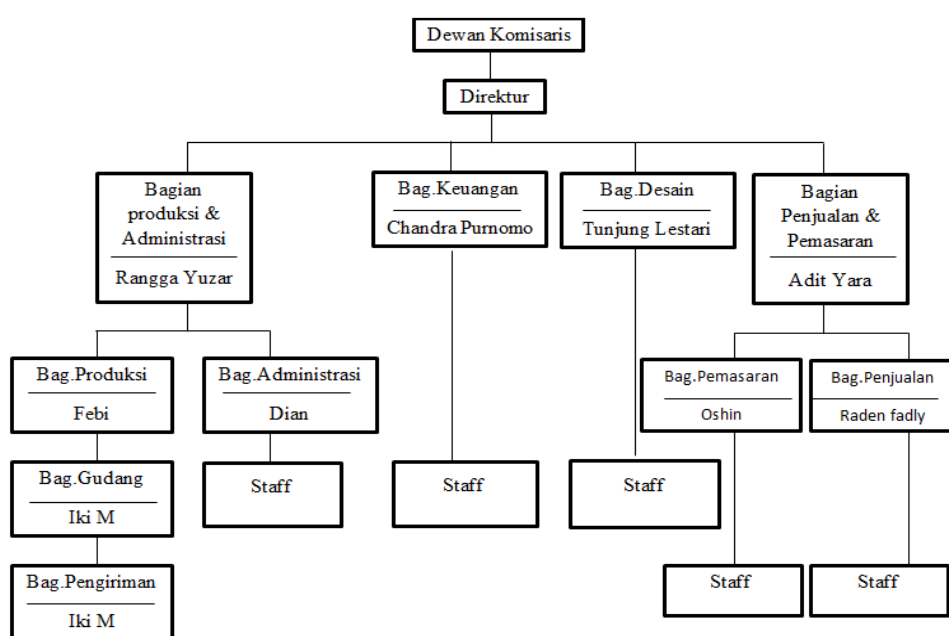 Dewan Komisaris
Direktur
Bagian
produksi &
Administrasi
Rangga Yuzar
Bag.Keuangan
Chandra Purnomo
Bag.Desain
Tunjung Lestari
Bagian
Penjualan &
Pemasaran
Adit Yara
Bag.Produksi
Febi
Bag.Administrasi
Dian
Bag.Pemasaran
Oshin
Bag.Penjualan
Raden fadly
Bag.Gudang
Iki M
Staff
Staff
Staff
Bag.Pengiriman
Iki M
Staff
Staff